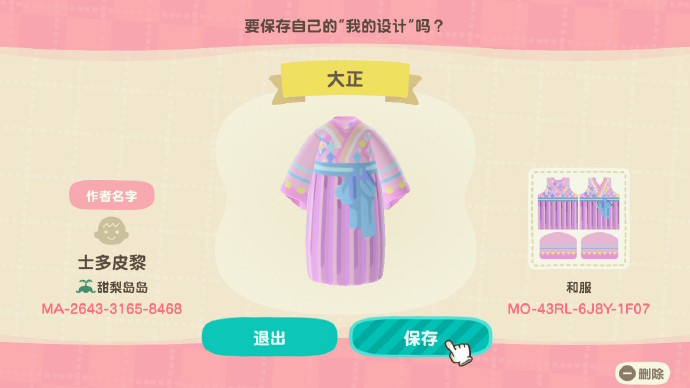 要保存自己的“我的设计”吗？
大正
作者名字
士多皮黎
甜梨岛岛
MA-2643-3165-8468
和服
MO-43RL-6J8Y-1F07
退出
保存
删除